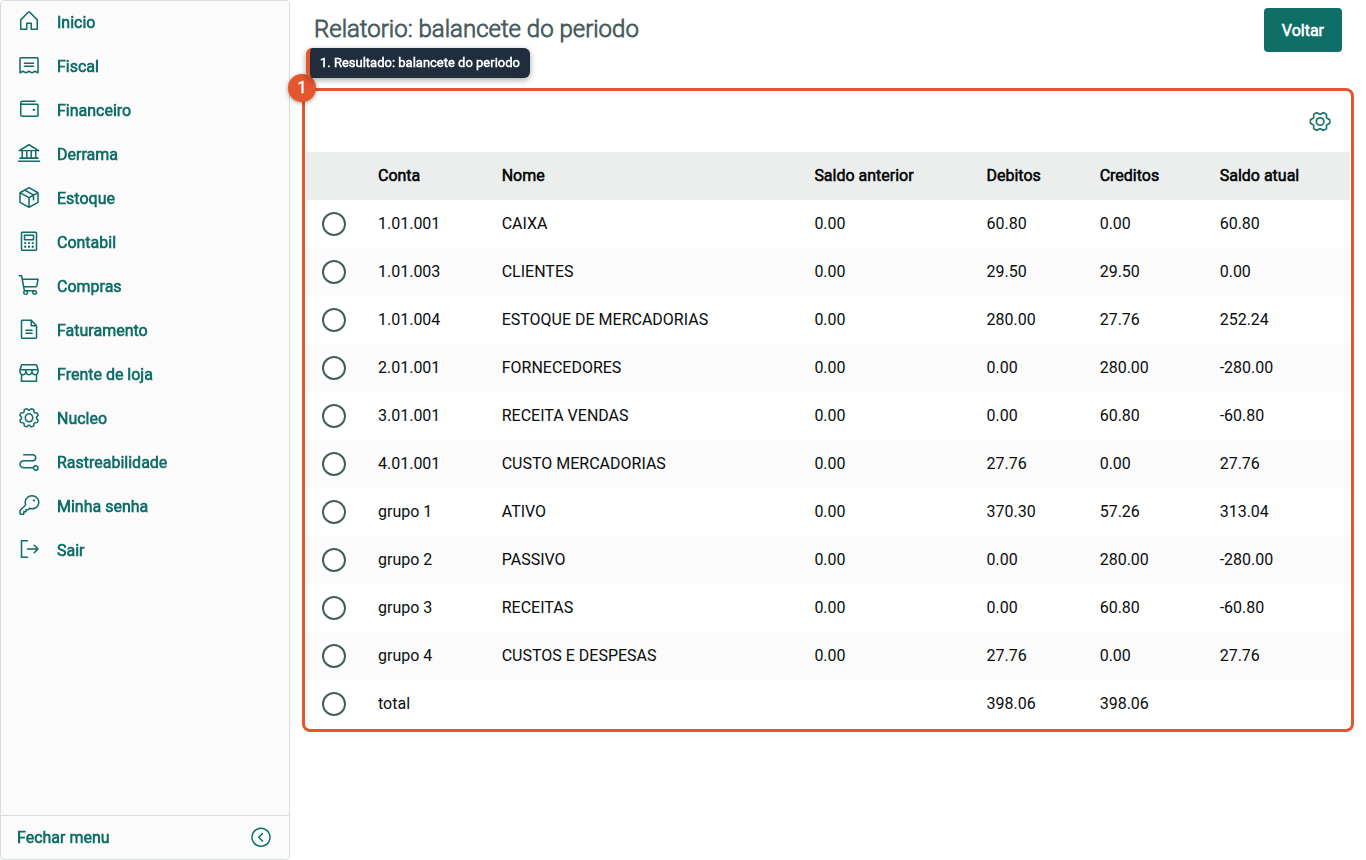 Inicio
Fiscal
Financeiro
Derrama
Estoque
Contabil
Compras
Faturamento
Frente de loja
Nucleo
Rastreabilidade
Minha senha
Sair
Fechar menu
Relatorio: balancete do periodo
Voltar
1. Resultado: balancete do periodo
1
Conta Nome Saldo anterior Debitos Creditos Saldo atual
1.01.001 CAIXA 0.00 60.80 0.00 60.80
1.01.003 CLIENTES 0.00 29.50 29.50 0.00
1.01.004 ESTOQUE DE MERCADORIAS 0.00 280.00 27.76 252.24
2.01.001 FORNECEDORES 0.00 0.00 280.00 -280.00
3.01.001 RECEITA VENDAS 0.00 0.00 60.80 -60.80
4.01.001 CUSTO MERCADORIAS 0.00 27.76 0.00 27.76
grupo 1 ATIVO 0.00 370.30 57.26 313.04
grupo 2 PASSIVO 0.00 0.00 280.00 -280.00
grupo 3 RECEITAS 0.00 0.00 60.80 -60.80
grupo 4 CUSTOS E DESPESAS 0.00 27.76 0.00 27.76
total 398.06 398.06